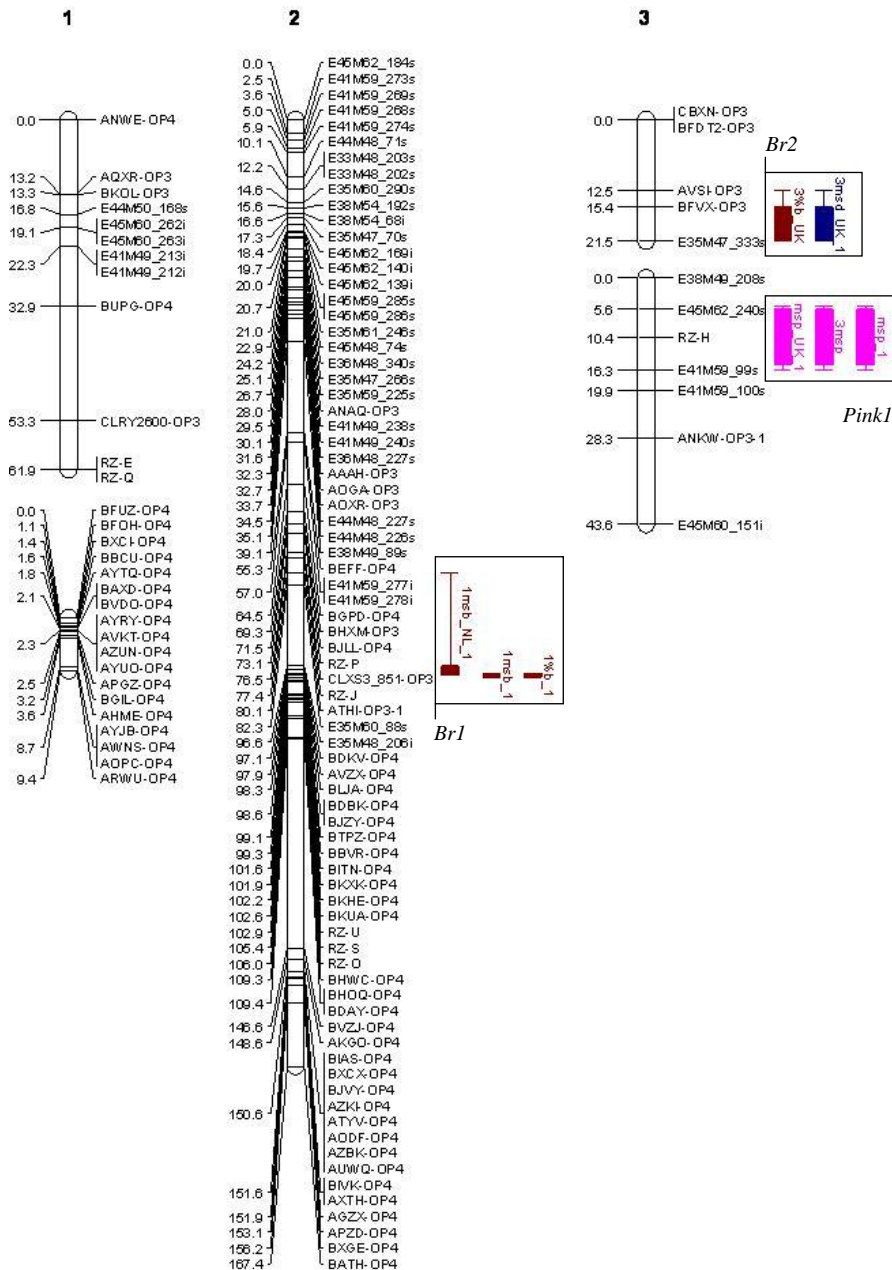 1
0.0 ANWE-OP4
13.2 AQXR-OP3
13.3 BKOL-OP3
16.8 E44M50_168s
19.1 E45M60_262i
E45M60_263i
22.3 E41M49_213i
E41M49_212i
32.9 BUPG-OP4
53.3 CLRY2600-OP3
61.9 RZ-E
RZ-Q
0.0 BFUZ-OP4
1.1 BFOH-OP4
1.4 BXCI-OP4
1.6 BBCU-OP4
1.8 AYTQ-OP4
2.1 BAXD-OP4
BVDO-OP4
2.3 AYRY-OP4
AVKT-OP4
AZUN-OP4
AYUO-OP4
2.5 APGZ-OP4
3.2 BGIL-OP4
3.6 AHME-OP4
8.7 AYJB-OP4
AWNS-OP4
AOPC-OP4
9.4 ARWU-OP4
2
0.0 E45M62_184s
2.5 E41M59_273s
3.6 E41M59_269s
5.0 E41M59_268s
5.9 E41M59_274s
10.1 E44M48_71s
12.2 E33M48_203s
E33M48_202s
14.6 E35M60_290s
15.6 E38M54_192s
16.6 E38M54_68i
17.3 E35M47_70s
18.4 E45M62_169i
19.7 E45M62_140i
20.0 E45M62_139i
20.7 E45M59_285s
E45M59_286s
21.0 E35M61_246s
22.9 E45M48_74s
24.2 E36M48_340s
25.1 E35M47_266s
26.7 E35M59_225s
28.0 ANAQ-OP3
29.5 E41M49_238s
30.1 E41M49_240s
31.6 E36M48_227s
32.3 AAAH-OP3
32.7 AOGA-OP3
33.7 AOXR-OP3
34.5 E44M48_227s
35.1 E44M48_226s
39.1 E38M49_89s
55.3 BEFF-OP4
57.0 E41M59_277i
E41M59_278i
64.5 BGPD-OP4
69.3 BHXM-OP3
71.5 BJLL-OP4
73.1 RZ-P
76.5 CLXS3_851-OP3
77.4 RZ-J
80.1 ATHI-OP3-1
82.3 E35M60_88s
96.6 E35M48_206i
97.1 BDKV-OP4
97.9 AVZX-OP4
98.3 BLJA-OP4
98.6 BDBK-OP4
BJZY-OP4
99.1 BTPZ-OP4
99.3 BBVR-OP4
101.6 BITN-OP4
101.9 BKXK-OP4
102.2 BKHE-OP4
102.6 BKUA-OP4
102.9 RZ-U
105.4 RZ-S
106.0 RZ-O
109.3 BHWC-OP4
109.4 BHOQ-OP4
BDAY-OP4
146.6 BVZJ-OP4
148.6 AKGO-OP4
150.6 BIAS-OP4
BXCX-OP4
BJVY-OP4
AZKI-OP4
ATYV-OP4
AODF-OP4
AZBK-OP4
AUWQ-OP4
151.6 BIVK-OP4
AXTH-OP4
151.9 AGZX-OP4
153.1 APZD-OP4
156.2 BXGE-OP4
167.4 BATH-OP4
1msb_NL_1
1msb_1
1%b_1
Br1
3
0.0 CBXN-OP3
BFDT2-OP3
12.5 AVSI-OP3
15.4 BFVX-OP3
21.5 E35M47_333s
Br2
3%b_UK
3msd_UK_1
0.0 E38M49_208s
5.6 E45M62_240s
10.4 RZ-H
16.3 E41M59_99s
19.9 E41M59_100s
28.3 ANKW-OP3-1
43.6 E45M60_151i
msp_UK_1
3msp
msp_1
Pink1